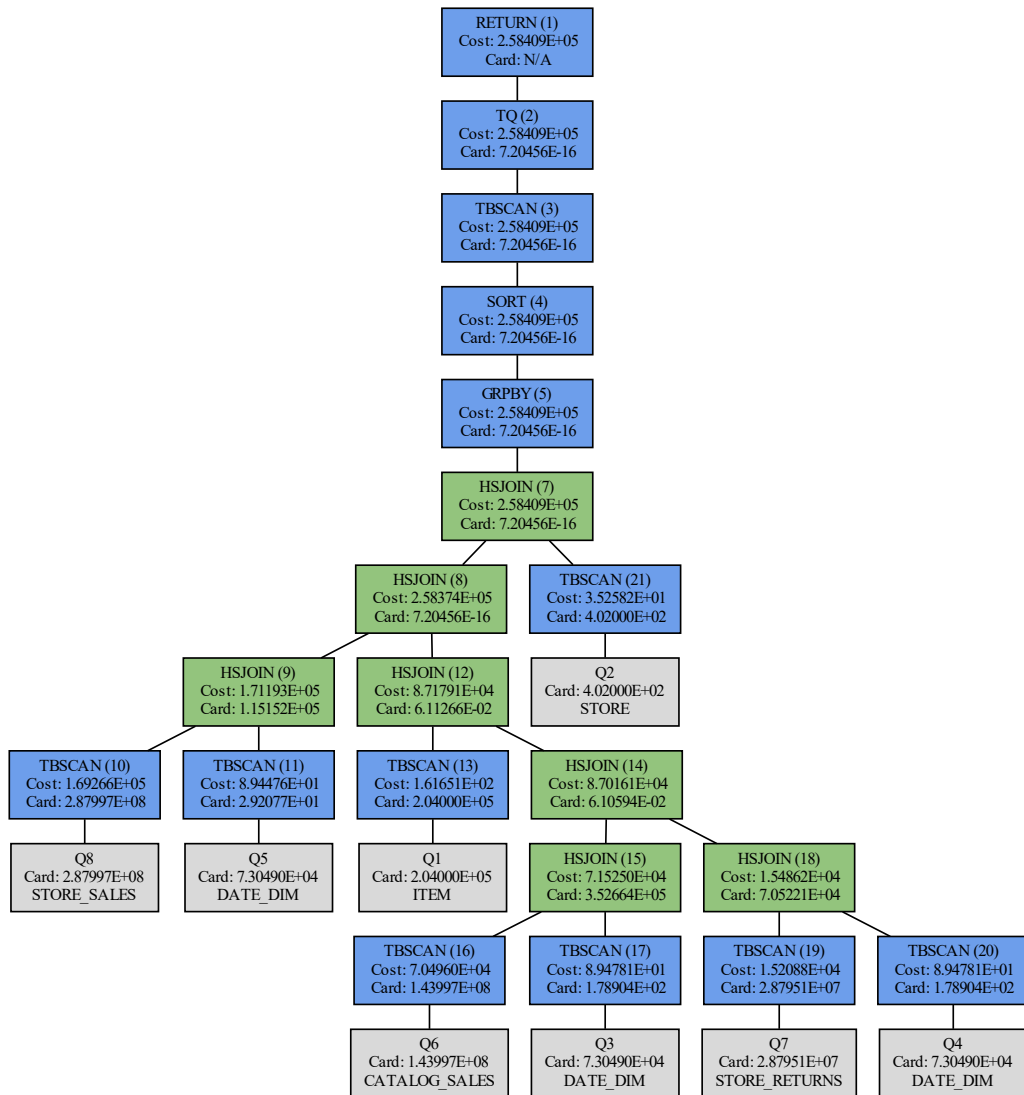 RETURN (1)
Cost: 2.58409E+05
Card: N/A
TQ (2)
Cost: 2.58409E+05
Card: 7.20456E-16
TBSCAN (3)
Cost: 2.58409E+05
Card: 7.20456E-16
SORT (4)
Cost: 2.58409E+05
Card: 7.20456E-16
GRPBY (5)
Cost: 2.58409E+05
Card: 7.20456E-16
HSJOIN (7)
Cost: 2.58409E+05
Card: 7.20456E-16
HSJOIN (8)
Cost: 2.58374E+05
Card: 7.20456E-16
TBSCAN (21)
Cost: 3.52582E+01
Card: 4.02000E+02
HSJOIN (9)
Cost: 1.71193E+05
Card: 1.15152E+05
HSJOIN (12)
Cost: 8.71791E+04
Card: 6.11266E-02
Q2
Card: 4.02000E+02
STORE
TBSCAN (10)
Cost: 1.69266E+05
Card: 2.87997E+08
TBSCAN (11)
Cost: 8.94476E+01
Card: 2.92077E+01
TBSCAN (13)
Cost: 1.61651E+02
Card: 2.04000E+05
HSJOIN (14)
Cost: 8.70161E+04
Card: 6.10594E-02
Q8
Card: 2.87997E+08
STORE_SALES
Q5
Card: 7.30490E+04
DATE_DIM
Q1
Card: 2.04000E+05
ITEM
HSJOIN (15)
Cost: 7.15250E+04
Card: 3.52664E+05
HSJOIN (18)
Cost: 1.54862E+04
Card: 7.05221E+04
TBSCAN (16)
Cost: 7.04960E+04
Card: 1.43997E+08
TBSCAN (17)
Cost: 8.94781E+01
Card: 1.78904E+02
TBSCAN (19)
Cost: 1.52088E+04
Card: 2.87951E+07
TBSCAN (20)
Cost: 8.94781E+01
Card: 1.78904E+02
Q6
Card: 1.43997E+08
CATALOG_SALES
Q3
Card: 7.30490E+04
DATE_DIM
Q7
Card: 2.87951E+07
STORE_RETURNS
Q4
Card: 7.30490E+04
DATE_DIM